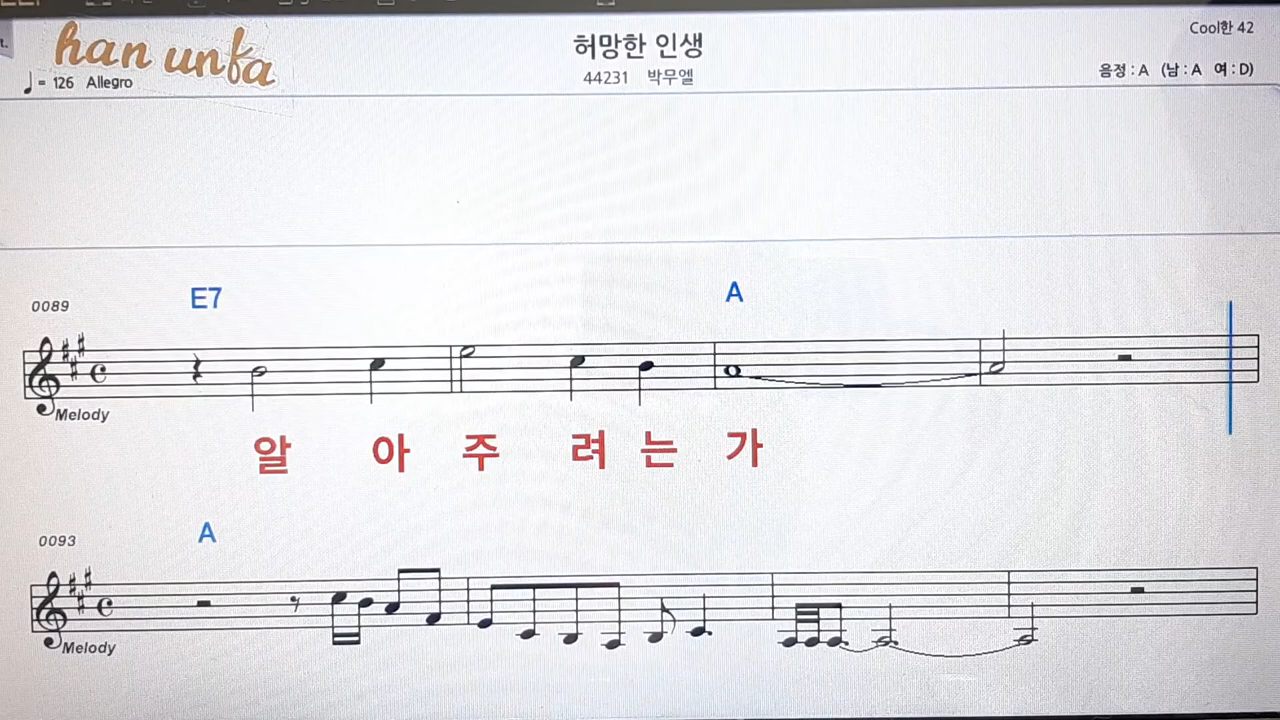 han unfa
허망한 인생
Cool한 42
♩= 126 Allegro
44231 박무엘
음정 : A (남 : A 여 : D)
0089
E7
A
Melody
알 아 주 려 는 가
0093
A
Melody